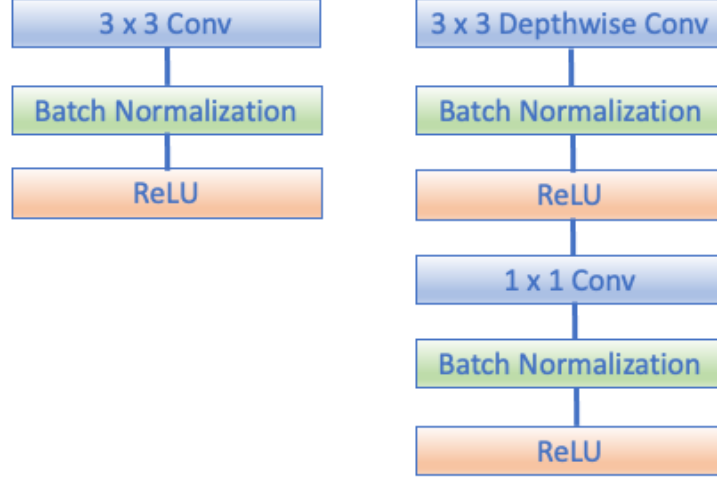 3 x 3 Conv
Batch Normalization
ReLU
3 x 3 Depthwise Conv
Batch Normalization
ReLU
1 x 1 Conv
Batch Normalization
ReLU